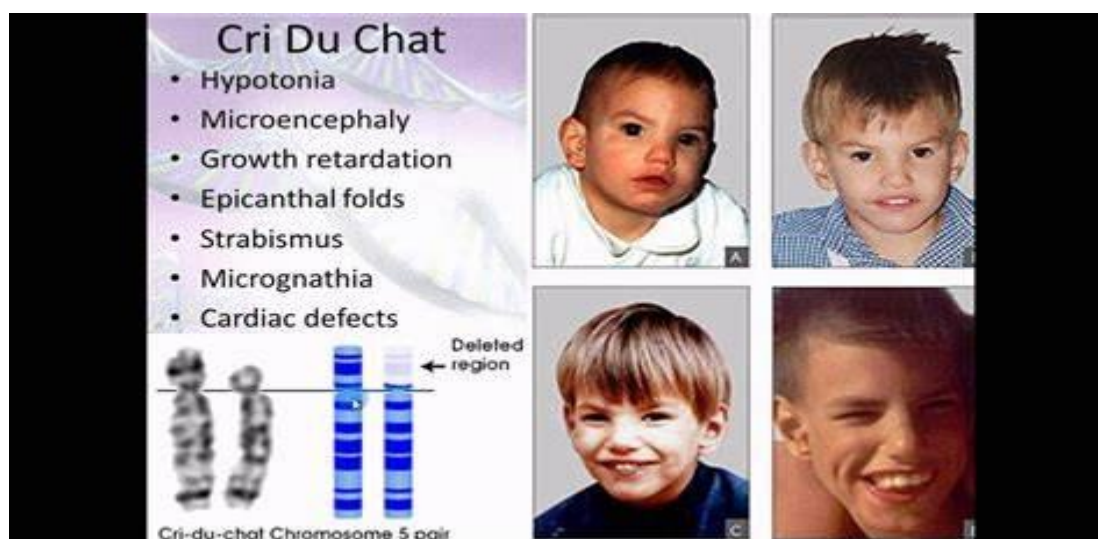 Cri Du Chat
• Hypotonia
• Microencephaly
• Growth retardation
• Epicanthal folds
• Strabismus
• Micrognathia
• Cardiac defects
Deleted
region
Cri-du-chat Chromosome 5 pair
A
C